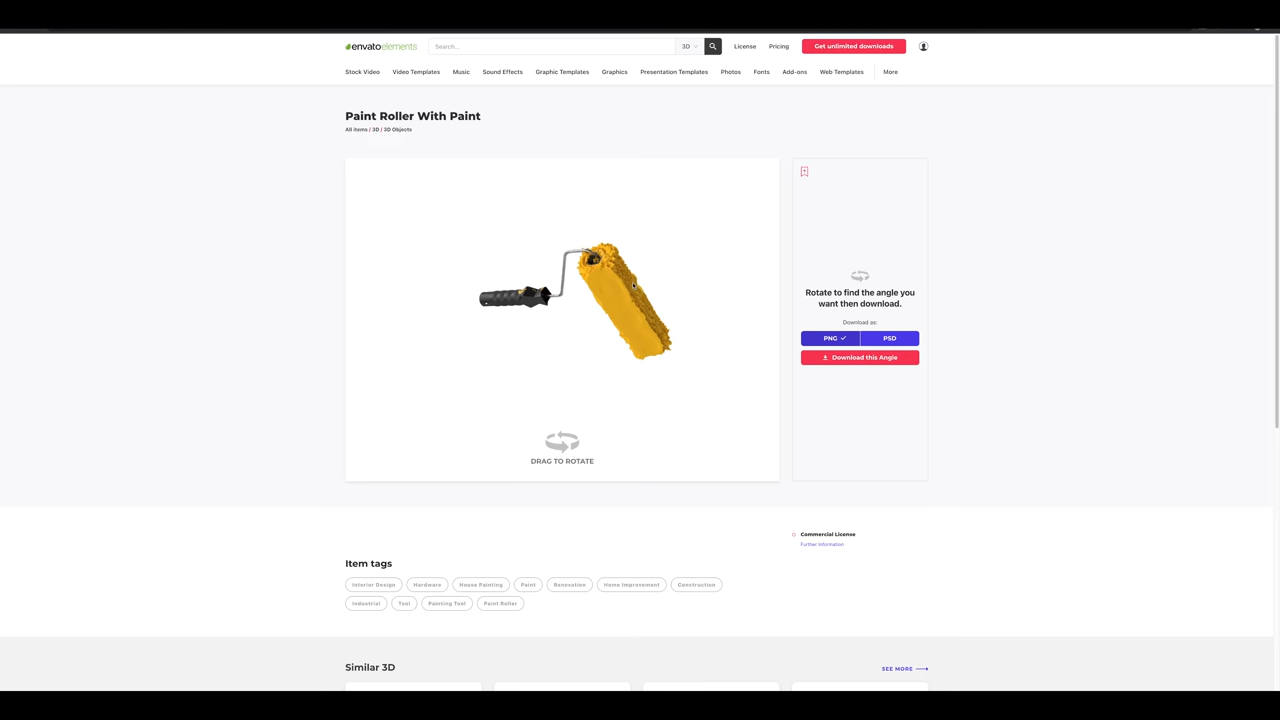 envatoelements
Search...
3D
License
Pricing
Get unlimited downloads
Stock Video
Video Templates
Music
Sound Effects
Graphic Templates
Graphics
Presentation Templates
Photos
Fonts
Add-ons
Web Templates
More
Paint Roller With Paint
All items / 3D / 3D Objects
DRAG TO ROTATE
Rotate to find the angle you
want then download.
Download as:
PNG
PSD
Download this Angle
Commercial License
Further Information
Item tags
Interior Design
Hardware
House Painting
Paint
Renovation
Home Improvement
Construction
Industrial
Tool
Painting Tool
Paint Roller
Similar 3D
SEE MORE